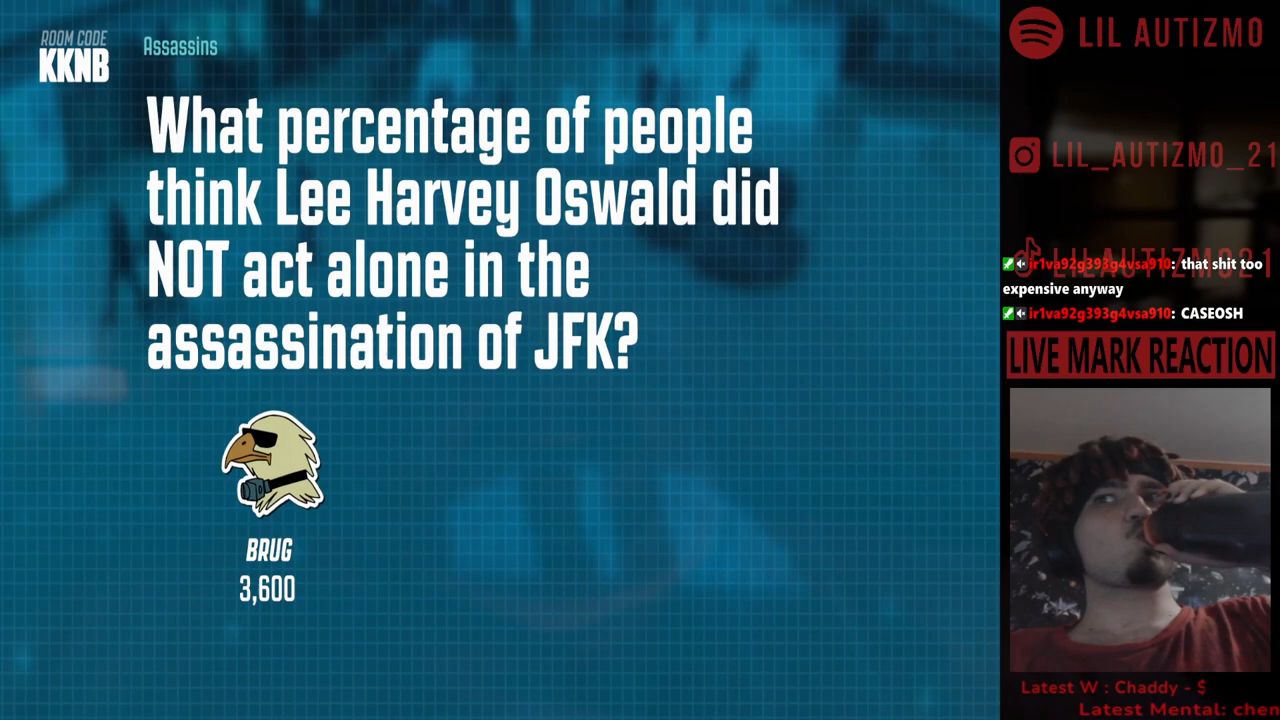 ROOM CODE
KKNB
Assassins
What percentage of people
think Lee Harvey Oswald did
NOT act alone in the
assassination of JFK?
BRUG
3,600
LIL AUTIZMO
LIL_AUTIZMO_21
LILAUTIZMO21
ir1va92g393g4vsa910: that shit too
expensive anyway
ir1va92g393g4vsa910: CASEOSH
LIVE MARK REACTION
Latest W : Chaddy - $
Latest Mental: chen